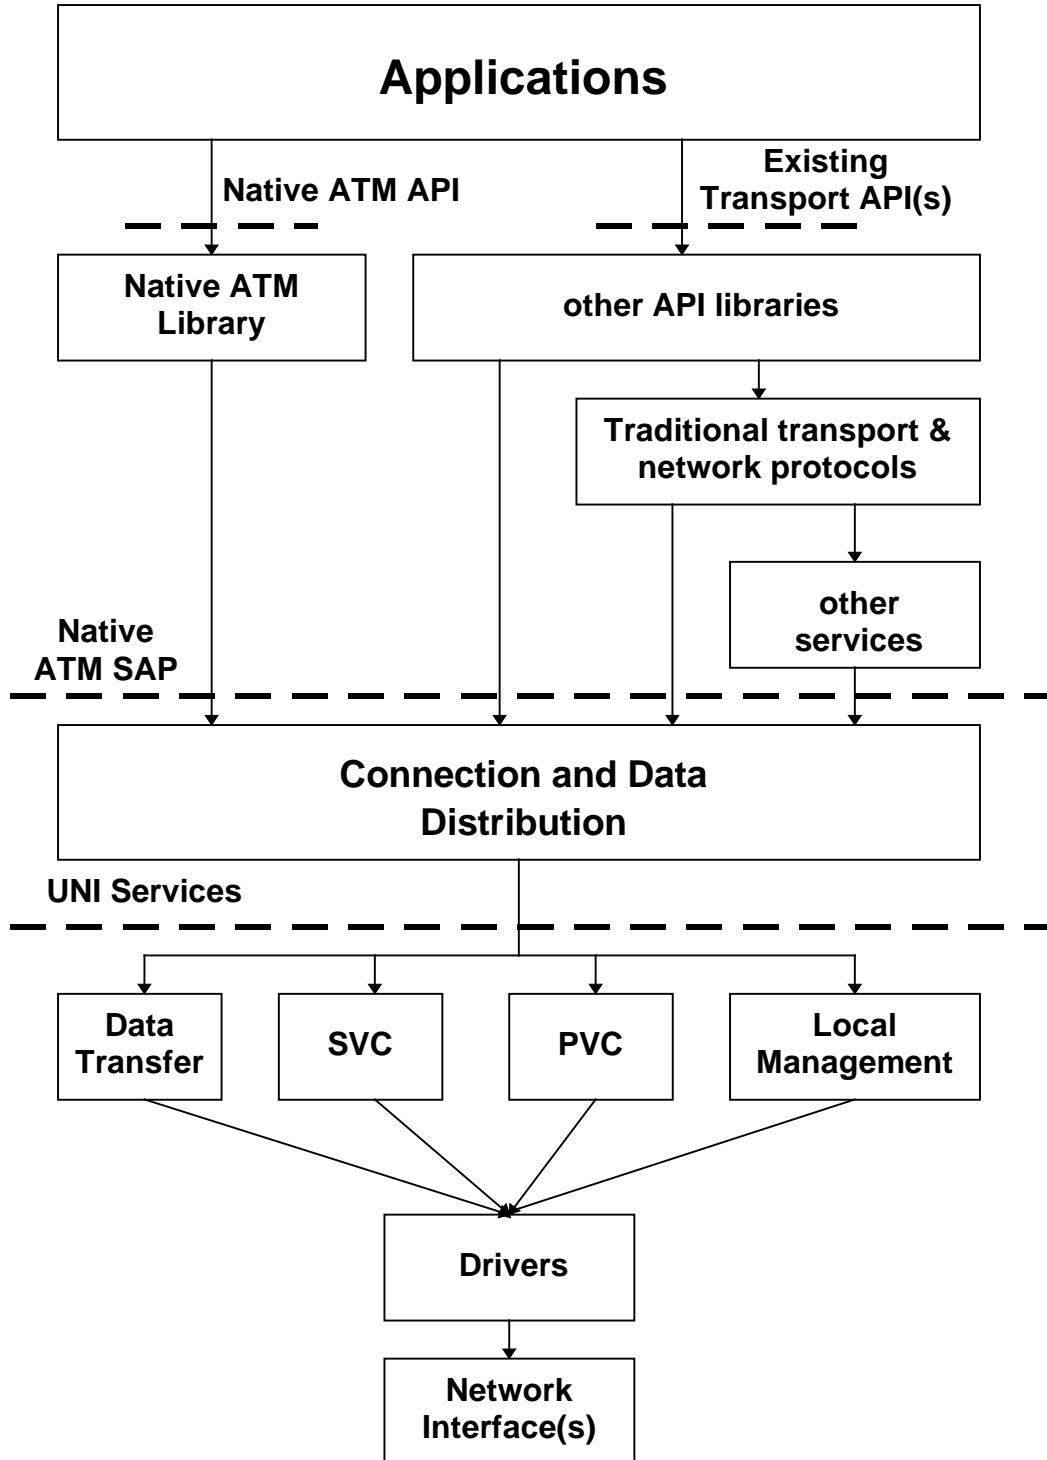 Applications
Native ATM API
Existing
Transport API(s)
Native ATM
Library
other API libraries
Traditional transport &
network protocols
other
services
Native
ATM SAP
Connection and Data
Distribution
UNI Services
Data
Transfer
SVC
PVC
Local
Management
Drivers
Network
Interface(s)